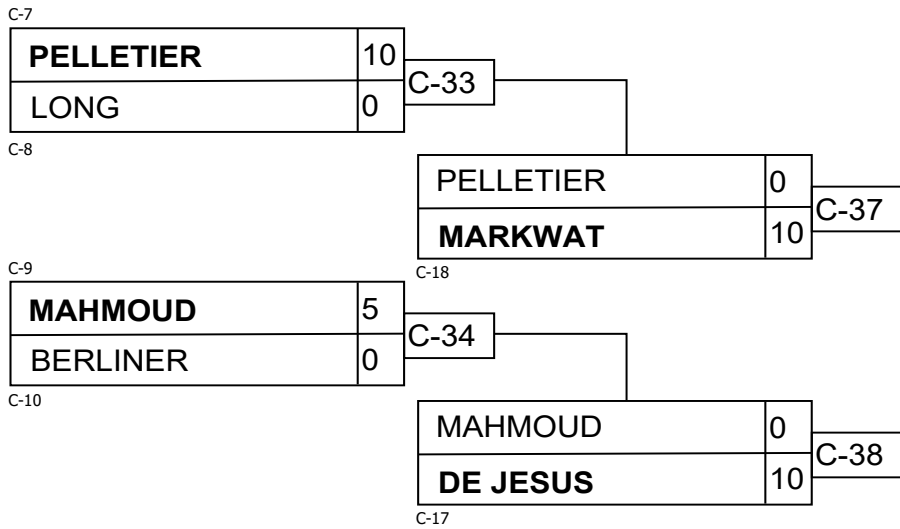 C-7
PELLETIER 10
C-33
LONG 0
C-8
PELLETIER 0
C-37
MARKWAT 10
C-18
C-9
MAHMOUD 5
C-34
BERLINER 0
C-10
MAHMOUD 0
C-38
DE JESUS 10
C-17